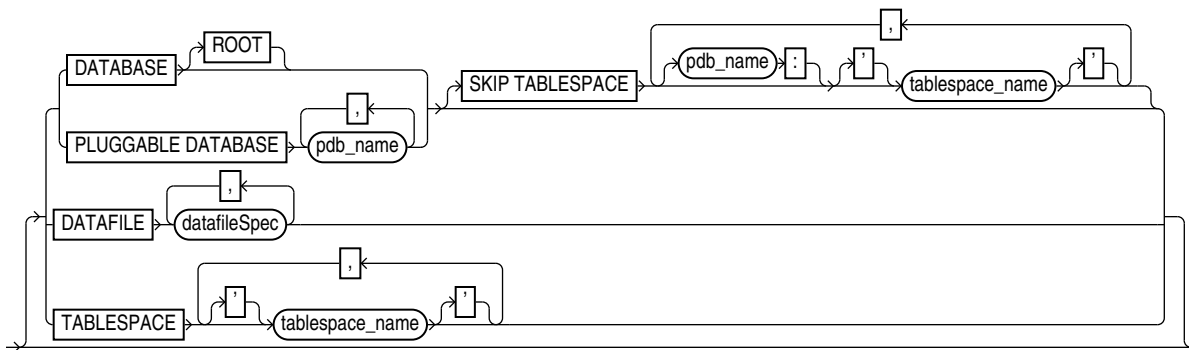 ,
ROOT
DATABASE
SKIP TABLESPACE pdb_name : ' tablespace_name '
,
PLUGGABLE DATABASE pdb_name
,
DATAFILE datafileSpec
,
TABLESPACE ' tablespace_name '